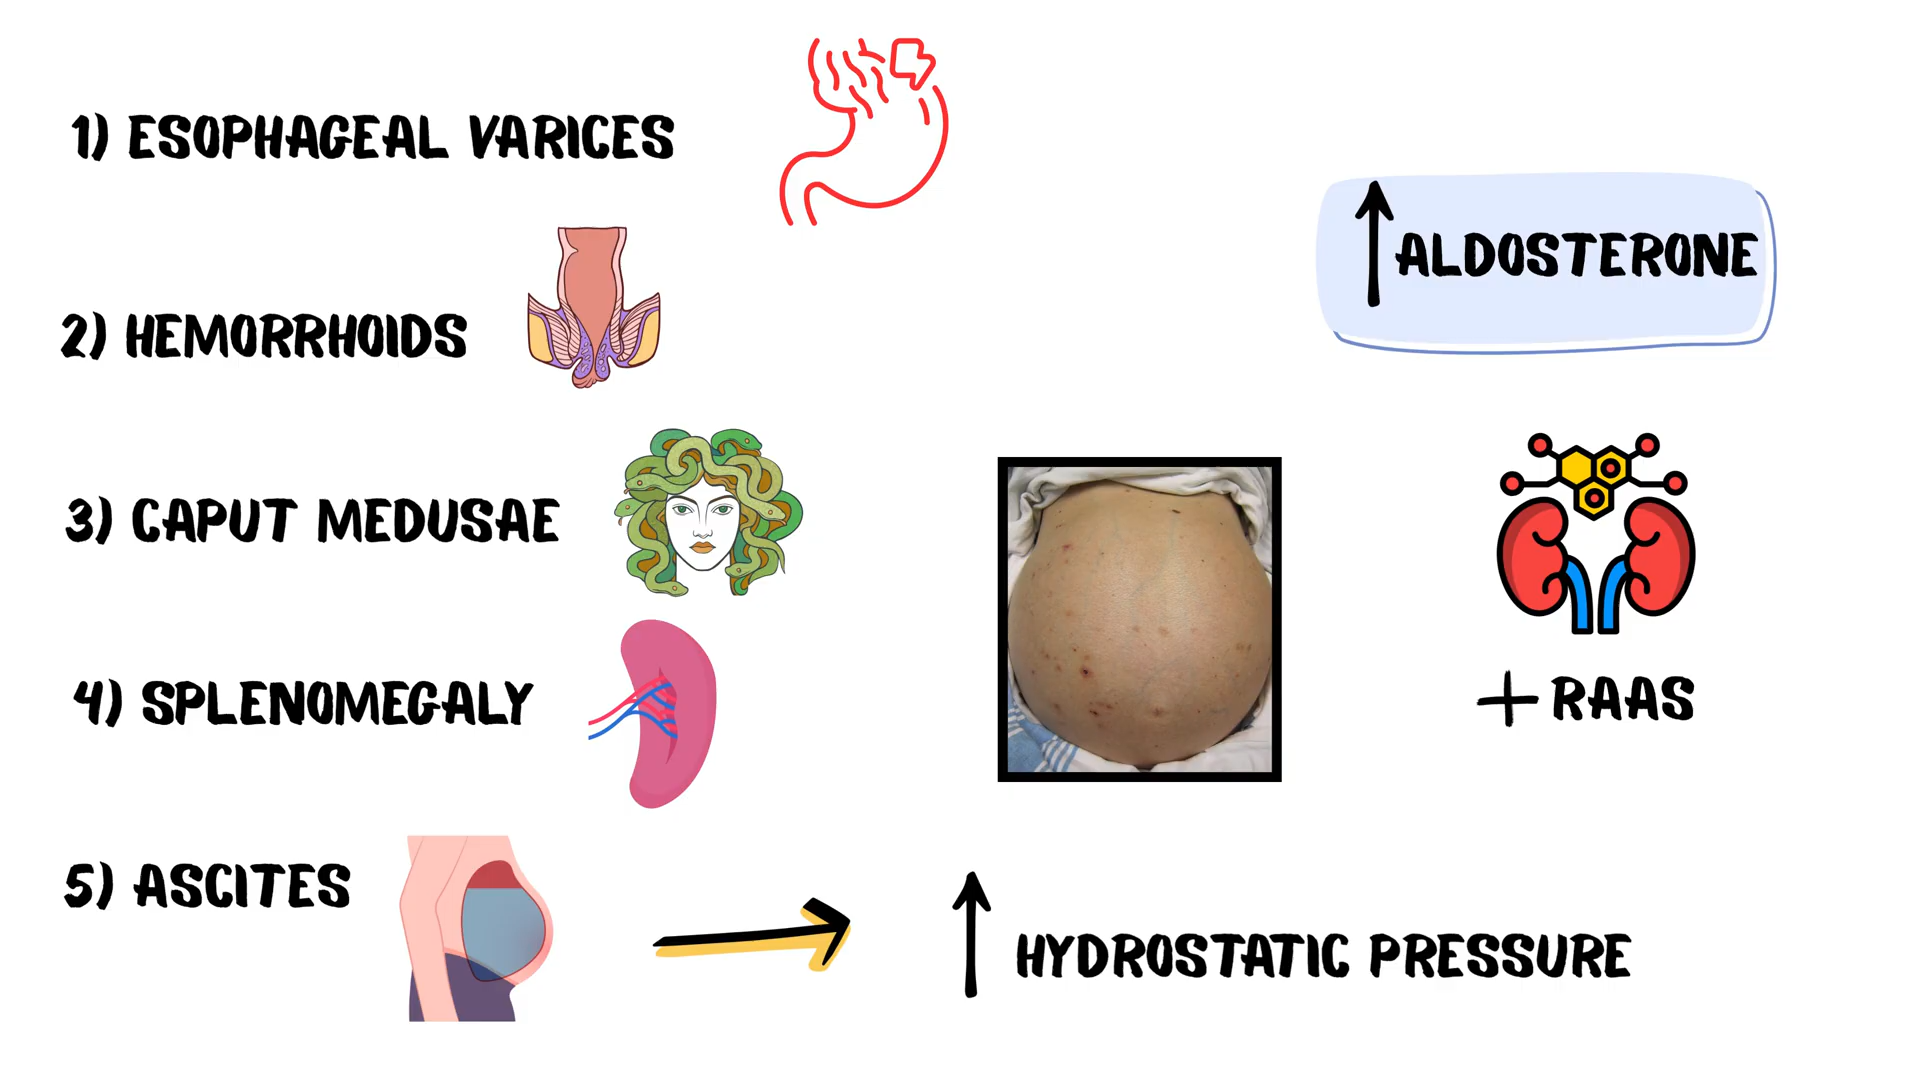 1) ESOPHAGEAL VARICES
2) HEMORRHOIDS
3) CAPUT MEDUSAE
4) SPLENOMEGALY
5) ASCITES
↑ HYDROSTATIC PRESSURE
↑ ALDOSTERONE
+ RAAS